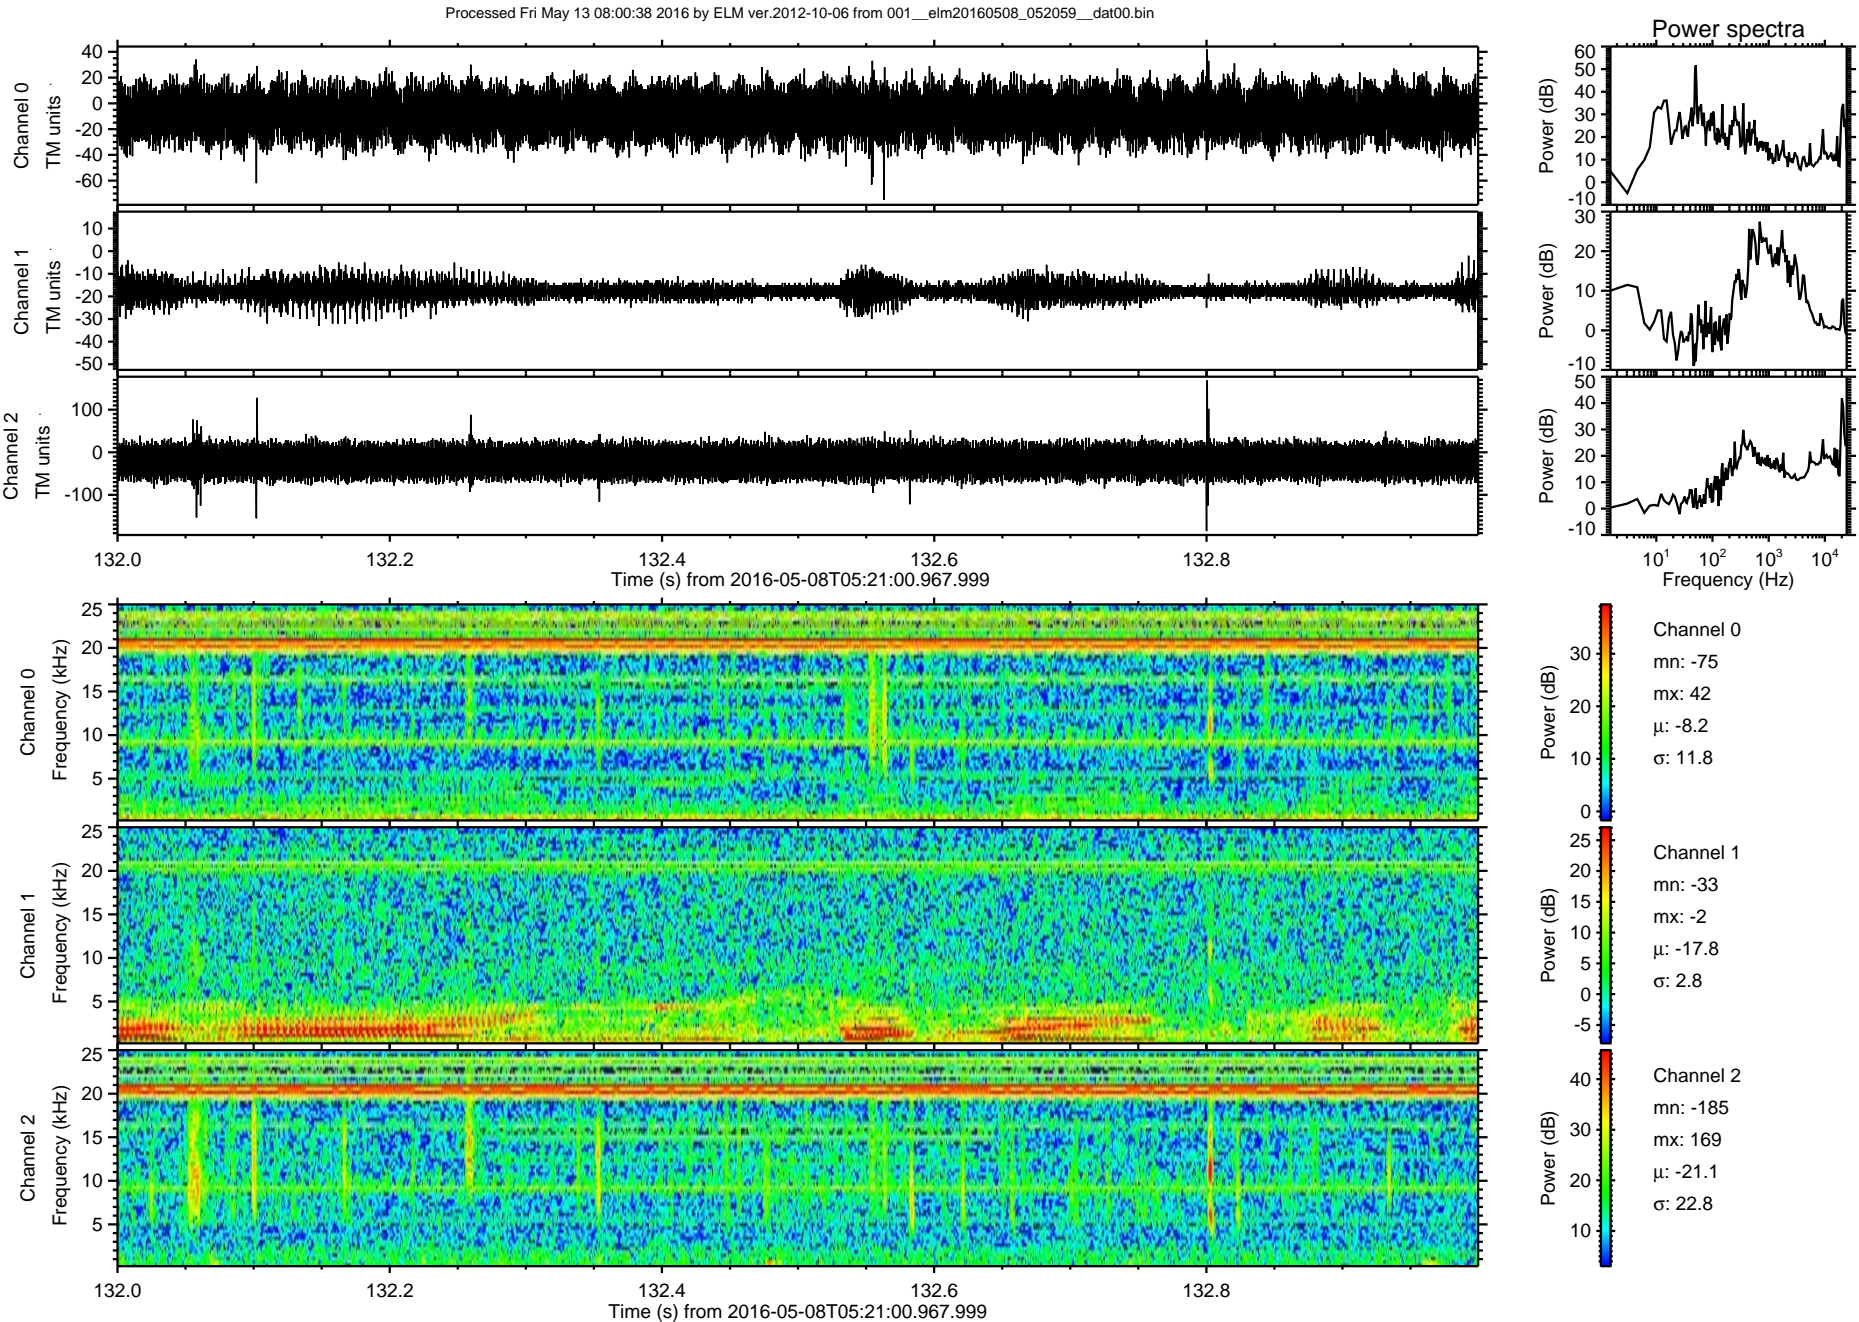 Processed Fri May 13 08:00:38 2016 by ELM ver.2012-10-06 from 001__elm20160508_052059__dat00.bin
Power spectra
Channel 0
TM units
40
20
0
-20
-40
-60
Power (dB)
60
50
40
30
20
10
0
-10
Channel 1
TM units
10
0
-10
-20
-30
-40
-50
Power (dB)
30
20
10
0
-10
Channel 2
TM units
100
0
-100
Power (dB)
50
40
30
20
10
0
-10
132.0 132.2 132.4 132.6 132.8
Time (s) from 2016-05-08T05:21:00.967.999
10^1 10^2 10^3 10^4
Frequency (Hz)
Channel 0
Frequency (kHz)
25
20
15
10
5
Power (dB)
30
20
10
0
Channel 0
mn: -75
mx: 42
μ: -8.2
σ: 11.8
Channel 1
Frequency (kHz)
25
20
15
10
5
Power (dB)
25
20
15
10
5
0
-5
Channel 1
mn: -33
mx: -2
μ: -17.8
σ: 2.8
Channel 2
Frequency (kHz)
25
20
15
10
5
Power (dB)
40
30
20
10
Channel 2
mn: -185
mx: 169
μ: -21.1
σ: 22.8
132.0 132.2 132.4 132.6 132.8
Time (s) from 2016-05-08T05:21:00.967.999